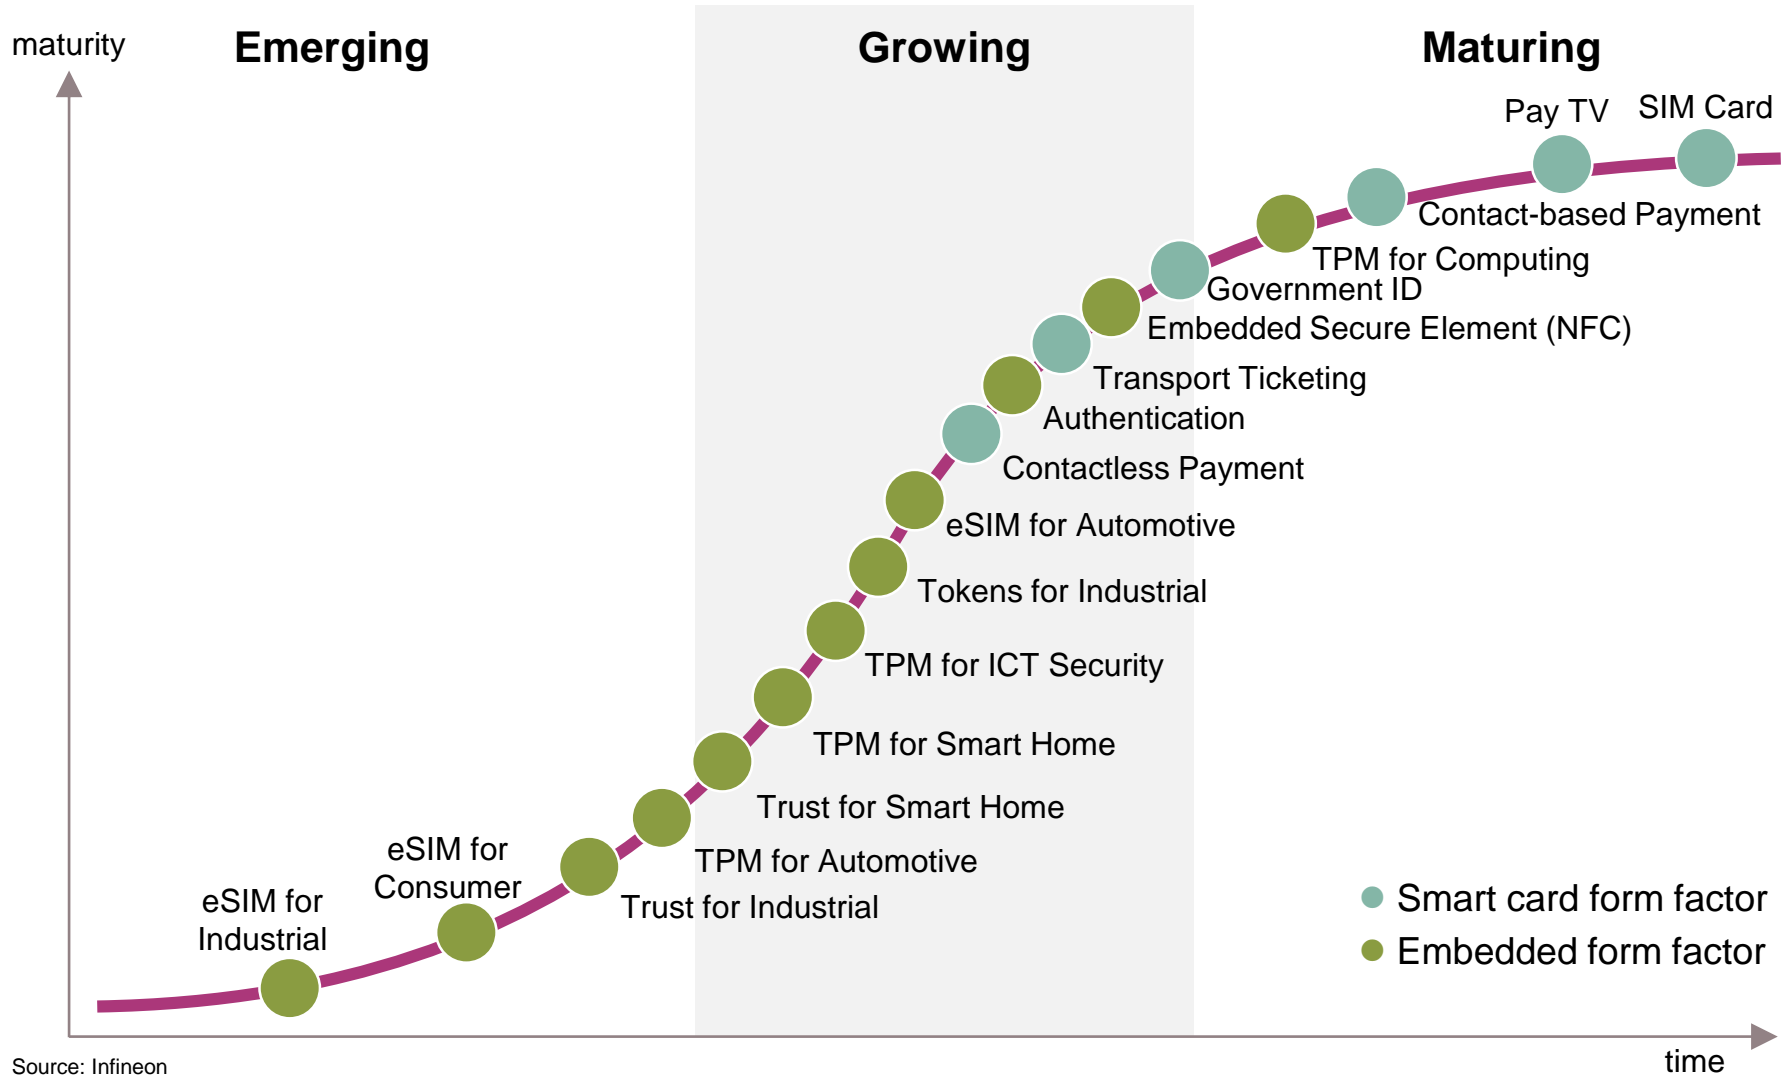 maturity
Emerging
Growing
Maturing
Pay TV
SIM Card
Contact-based Payment
TPM for Computing
Government ID
Embedded Secure Element (NFC)
Transport Ticketing
Authentication
Contactless Payment
eSIM for Automotive
Tokens for Industrial
TPM for ICT Security
TPM for Smart Home
Trust for Smart Home
TPM for Automotive
Trust for Industrial
eSIM for
Consumer
eSIM for
Industrial
Smart card form factor
Embedded form factor
time
Source: Infineon